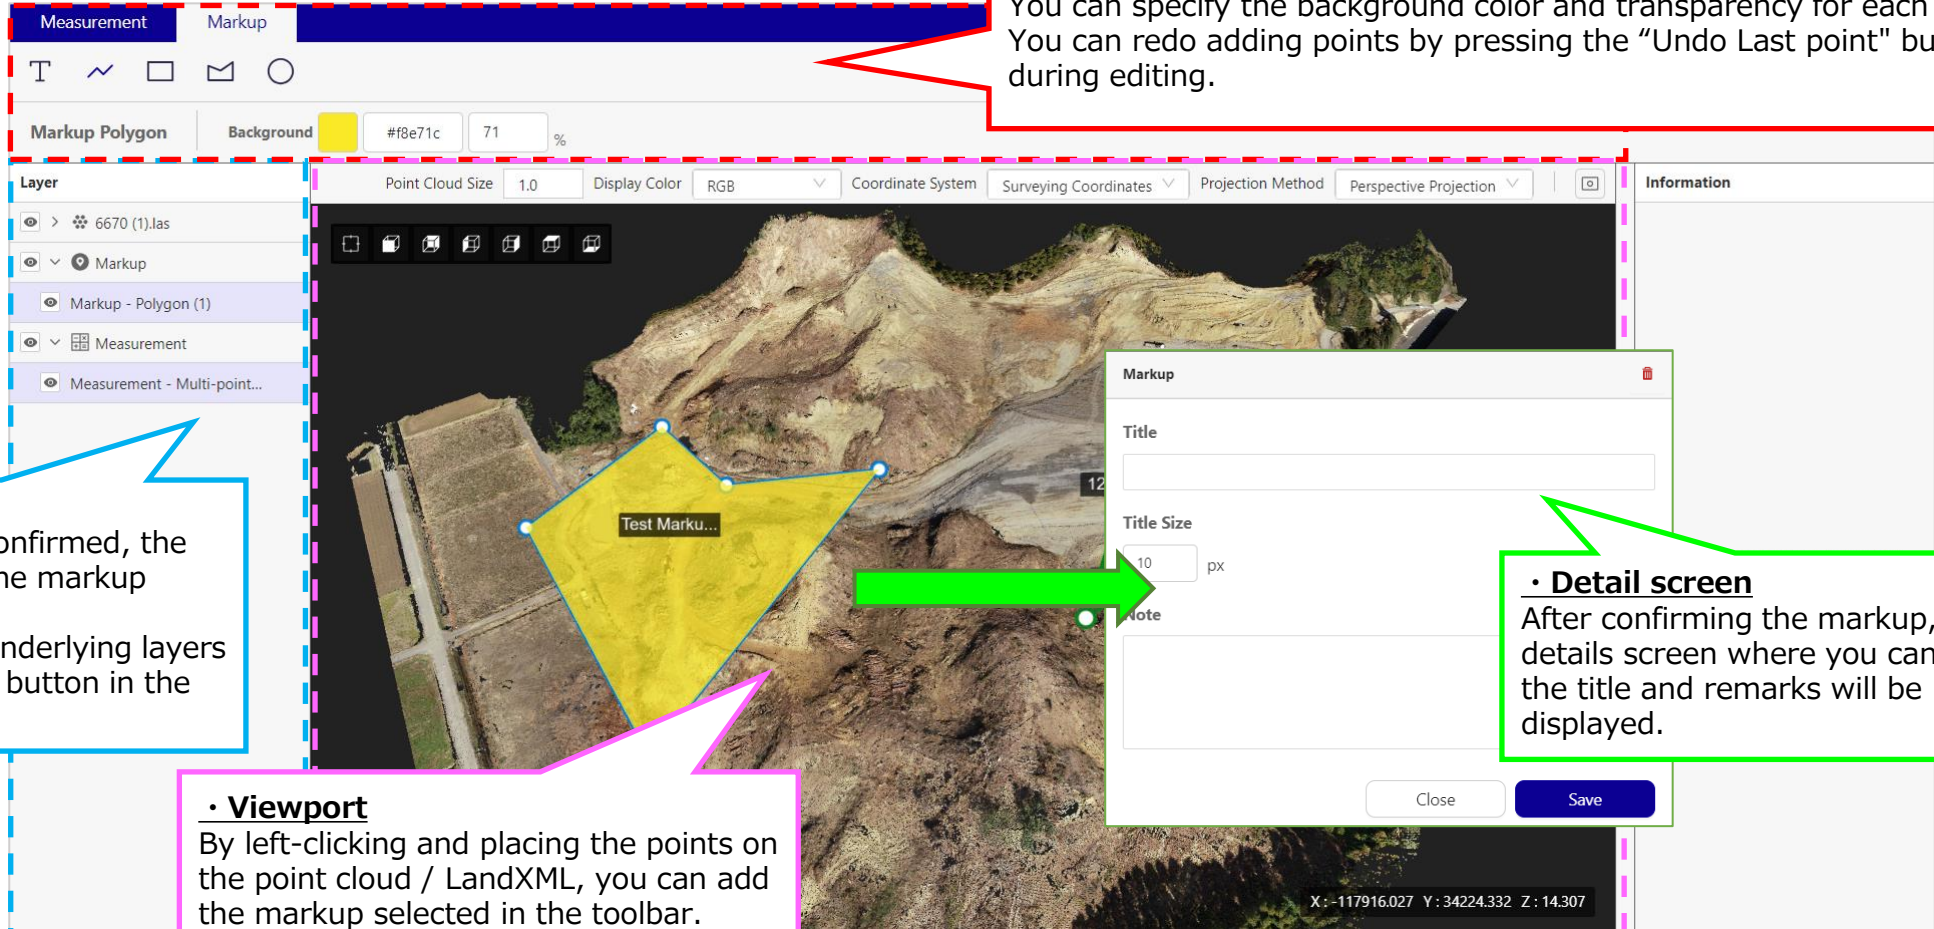 You can specify the background color and transparency for each
You can redo adding points by pressing the “Undo Last point"
during editing.
Measurement Markup
T
Markup Polygon Background #f8e71c 71 %
Layer
Point Cloud Size 1.0 Display Color RGB Coordinate System Surveying Coordinates Projection Method Perspective Projection
Information
6670 (1).las
Markup
Markup - Polygon (1)
Measurement
Measurement - Multi-point...
Test Marku...
12
Markup
Title
Title Size
10 px
Note
Close Save
the
markup
layers
button in the
・Viewport
By left-clicking and placing the points on
the point cloud / LandXML, you can add
the markup selected in the toolbar.
・Detail screen
After confirming the markup,
details screen where you can
the title and remarks will be
displayed.
X : -117916.027 Y : 34224.332 Z : 14.307